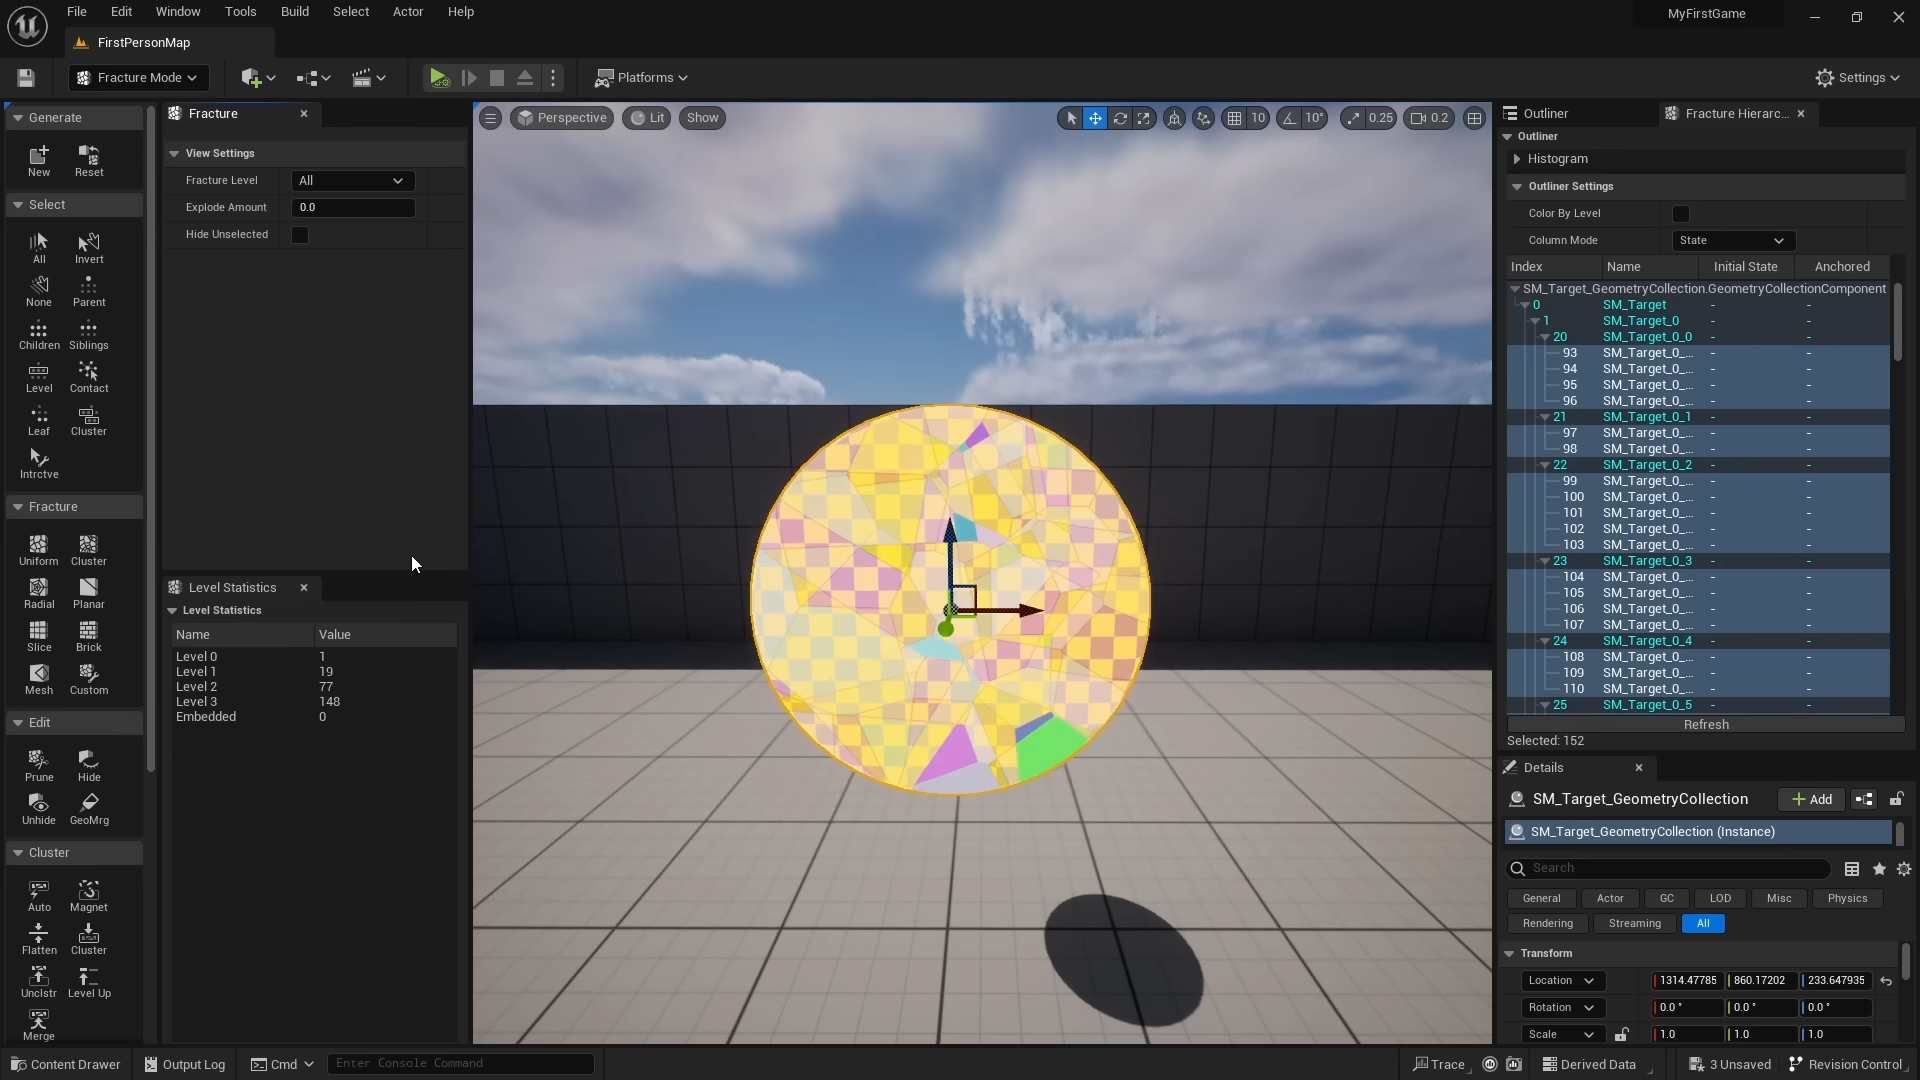 File Edit Window Tools Build Select Actor Help
MyFirstGame
FirstPersonMap
Fracture Mode
Platforms
Settings
Generate
New Reset
Select
All Invert
None Parent
Children Siblings
Level Contact
Leaf Cluster
Intrctve
Fracture
Uniform Cluster
Radial Planar
Slice Brick
Mesh Custom
Edit
Prune Hide
Unhide GeoMrg
Cluster
Auto Magnet
Flatten Cluster
Unclstr Level Up
Merge
Fracture
View Settings
Fracture Level All
Explode Amount 0.0
Hide Unselected
Level Statistics
Level Statistics
Name Value
Level 0 1
Level 1 19
Level 2 77
Level 3 148
Embedded 0
Perspective Lit Show
10 10° 0.25 0.2
Outliner Fracture Hierarc...
Outliner
Histogram
Outliner Settings
Color By Level
Column Mode State
Index Name Initial State Anchored
SM_Target_GeometryCollection.GeometryCollectionComponent
0 SM_Target - -
1 SM_Target_0 - -
20 SM_Target_0_0 - -
93 SM_Target_0_... - -
94 SM_Target_0_... - -
95 SM_Target_0_... - -
96 SM_Target_0_... - -
21 SM_Target_0_1 - -
97 SM_Target_0_... - -
98 SM_Target_0_... - -
22 SM_Target_0_2 - -
99 SM_Target_0_... - -
100 SM_Target_0_... - -
101 SM_Target_0_... - -
102 SM_Target_0_... - -
103 SM_Target_0_... - -
23 SM_Target_0_3 - -
104 SM_Target_0_... - -
105 SM_Target_0_... - -
106 SM_Target_0_... - -
107 SM_Target_0_... - -
24 SM_Target_0_4 - -
108 SM_Target_0_... - -
109 SM_Target_0_... - -
110 SM_Target_0_... - -
25 SM_Target_0_5 - -
Refresh
Selected: 152
Details
SM_Target_GeometryCollection
Add
SM_Target_GeometryCollection (Instance)
Search
General Actor GC LOD Misc Physics
Rendering Streaming All
Transform
Location 1314.47785 860.17202 233.647935
Rotation 0.0 ° 0.0 ° 0.0 °
Scale 1.0 1.0 1.0
Content Drawer Output Log Cmd Enter Console Command
Trace Derived Data 3 Unsaved Revision Control